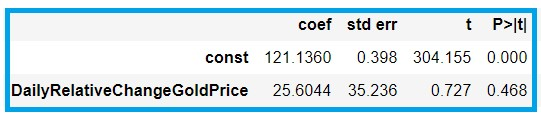 coef std err t P>|t|
const 121.1360 0.398 304.155 0.000
DailyRelativeChangeGoldPrice 25.6044 35.236 0.727 0.468